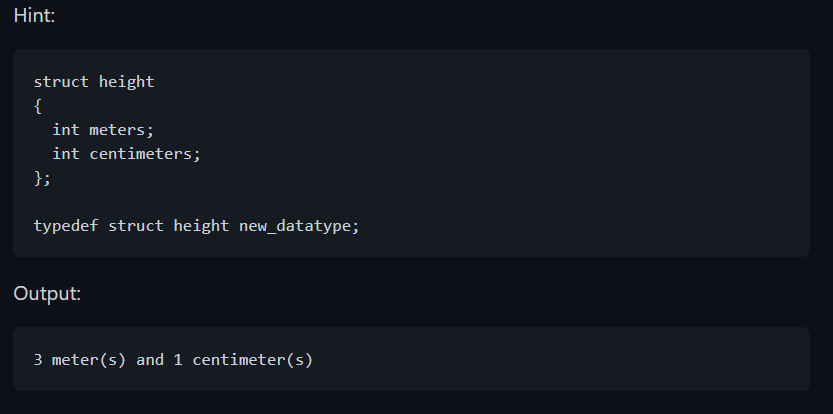 Hint:
struct height
{
  int meters;
  int centimeters;
};
typedef struct height new_datatype;
Output:
3 meter(s) and 1 centimeter(s)